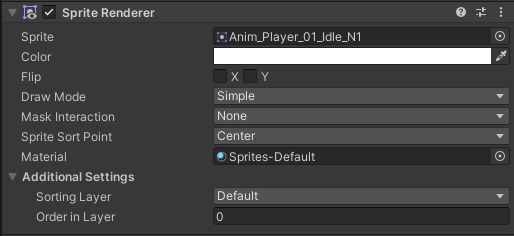 Sprite Renderer
Sprite Anim_Player_01_Idle_N1
Color
Flip X Y
Draw Mode Simple
Mask Interaction None
Sprite Sort Point Center
Material Sprites-Default
Additional Settings
Sorting Layer Default
Order in Layer 0